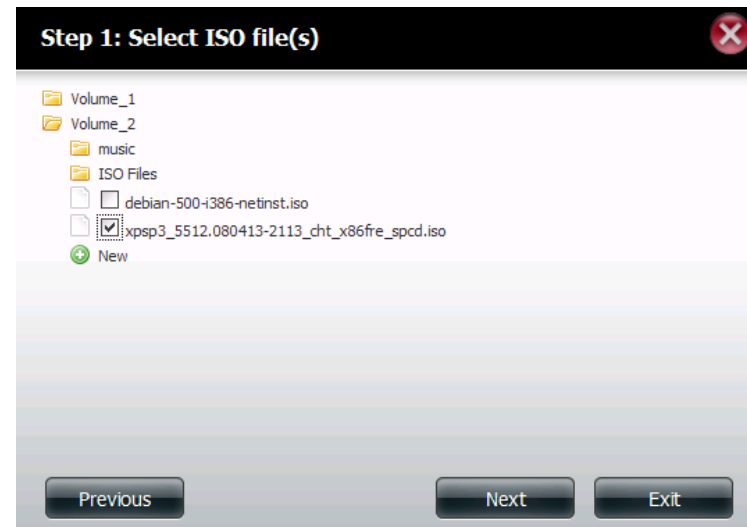 Step 1: Select ISO file(s)
Volume_1
Volume_2
music
ISO Files
debian-500-i386-netinst.iso
xpsp3_5512.080413-2113_cht_x86fre_spcd.iso
New
Previous Next Exit